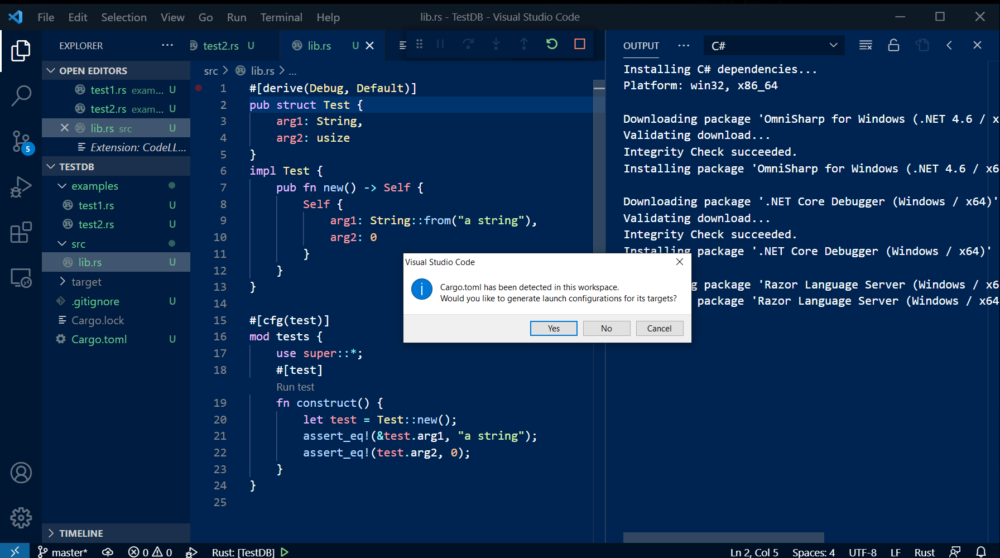 File Edit Selection View Go Run Terminal Help
lib.rs - TestDB - Visual Studio Code
EXPLORER
OPEN EDITORS
test1.rs exam... U
test2.rs exam... U
lib.rs src U
Extension: CodeLL...
TESTDB
examples
test1.rs U
test2.rs U
src
lib.rs U
target
.gitignore U
Cargo.lock
Cargo.toml U
TIMELINE
5
test2.rs U
lib.rs U
src > lib.rs > ...
1 #[derive(Debug, Default)]
2 pub struct Test {
3 arg1: String,
4 arg2: usize
5 }
6 impl Test {
7 pub fn new() -> Self {
8 Self {
9 arg1: String::from("a string"),
10 arg2: 0
11 }
12 }
13 }
14
15 #[cfg(test)]
16 mod tests {
17 use super::*;
18 #[test]
Run test
19 fn construct() {
20 let test = Test::new();
21 assert_eq!(&test.arg1, "a string");
22 assert_eq!(test.arg2, 0);
23 }
24 }
25
OUTPUT ... C#
Installing C# dependencies...
Platform: win32, x86_64
Downloading package 'OmniSharp for Windows (.NET 4.6 / x
Validating download...
Integrity Check succeeded.
Installing package 'OmniSharp for Windows (.NET 4.6 / x6
Downloading package '.NET Core Debugger (Windows / x64)'
Validating download...
Integrity Check succeeded.
Installing package '.NET Core Debugger (Windows / x64)'
g package 'Razor Language Server (Windows / x6
package 'Razor Language Server (Windows / x64
Visual Studio Code
Cargo.toml has been detected in this workspace.
Would you like to generate launch configurations for its targets?
Yes No Cancel
master* 0 0 Rust: [TestDB] Ln 2, Col 5 Spaces: 4 UTF-8 LF Rust